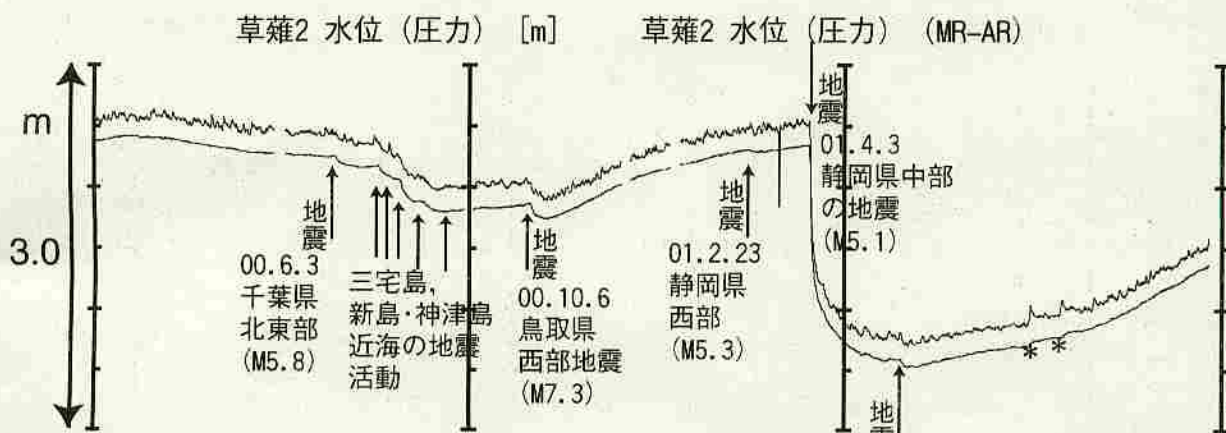 草薙2 水位 (圧力) [m]
草薙2 水位 (圧力) (MR-AR)
m
3.0
地震
00.6.3
千葉県
北東部
(M5.8)
三宅島,
新島・神津島
近海の地震
活動
地震
00.10.6
鳥取県
西部地震
(M7.3)
地震
01.2.23
静岡県
西部
(M5.3)
地震
01.4.3
静岡県中部
の地震
(M5.1)
* *
地震